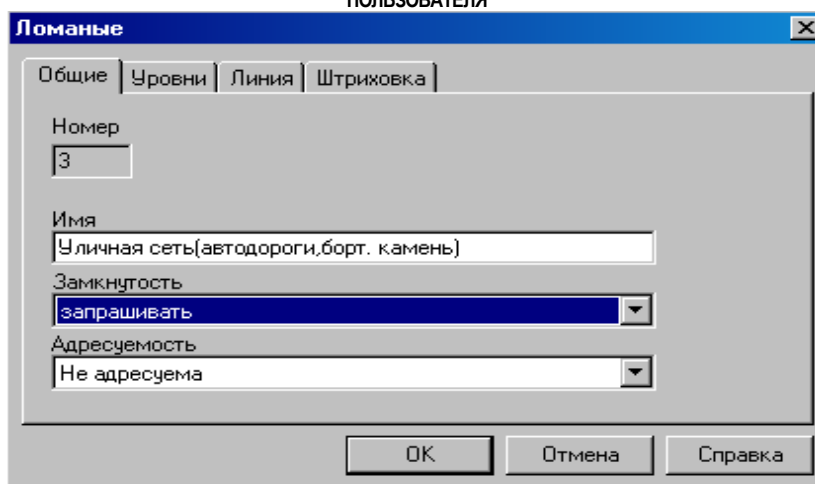 ПОЛЬЗОВАТЕЛЯ
Ломаные
Общие Уровни Линия Штриховка
Номер
3
Имя
Уличная сеть(автодороги,борт. камень)
Замкнутость
запрашивать
Адресуемость
Не адресуема
OK Отмена Справка